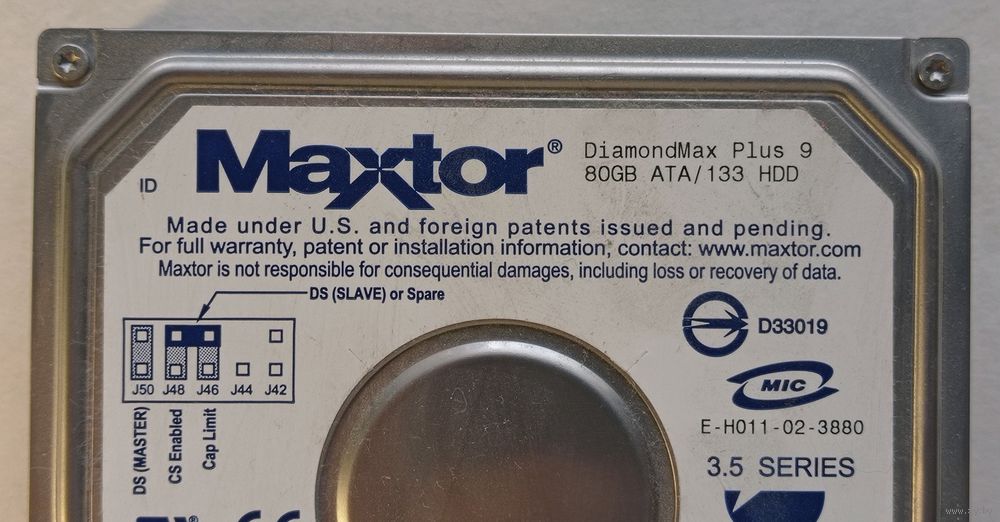 Maxtor®
DiamondMax Plus 9
80GB ATA/133 HDD
ID
Made under U.S. and foreign patents issued and pending.
For full warranty, patent or installation information, contact: www.maxtor.com
Maxtor is not responsible for consequential damages, including loss or recovery of data.
DS (SLAVE) or Spare
D33019
J50 J48 J46 J44 J42
MIC
DS (MASTER)
CS Enabled
Cap Limit
E-H011-02-3880
3.5 SERIES